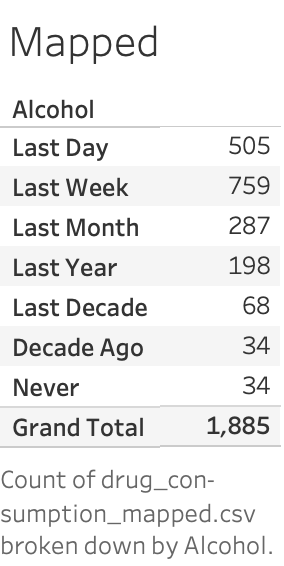 Mapped
Alcohol
Last Day 505
Last Week 759
Last Month 287
Last Year 198
Last Decade 68
Decade Ago 34
Never 34
Grand Total 1,885
Count of drug_con-
sumption_mapped.csv
broken down by Alcohol.